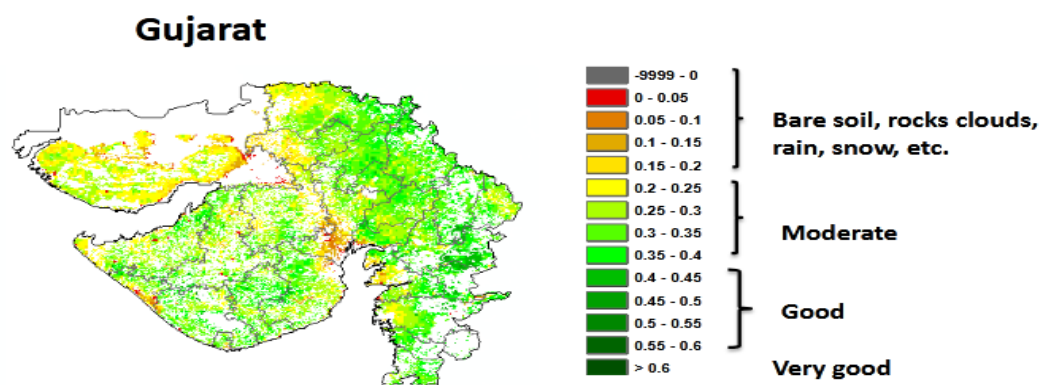 Gujarat
-9999 - 0
0 - 0.05
0.05 - 0.1
0.1 - 0.15
0.15 - 0.2
0.2 - 0.25
0.25 - 0.3
0.3 - 0.35
0.35 - 0.4
0.4 - 0.45
0.45 - 0.5
0.5 - 0.55
0.55 - 0.6
> 0.6
Bare soil, rocks clouds,
rain, snow, etc.
Moderate
Good
Very good